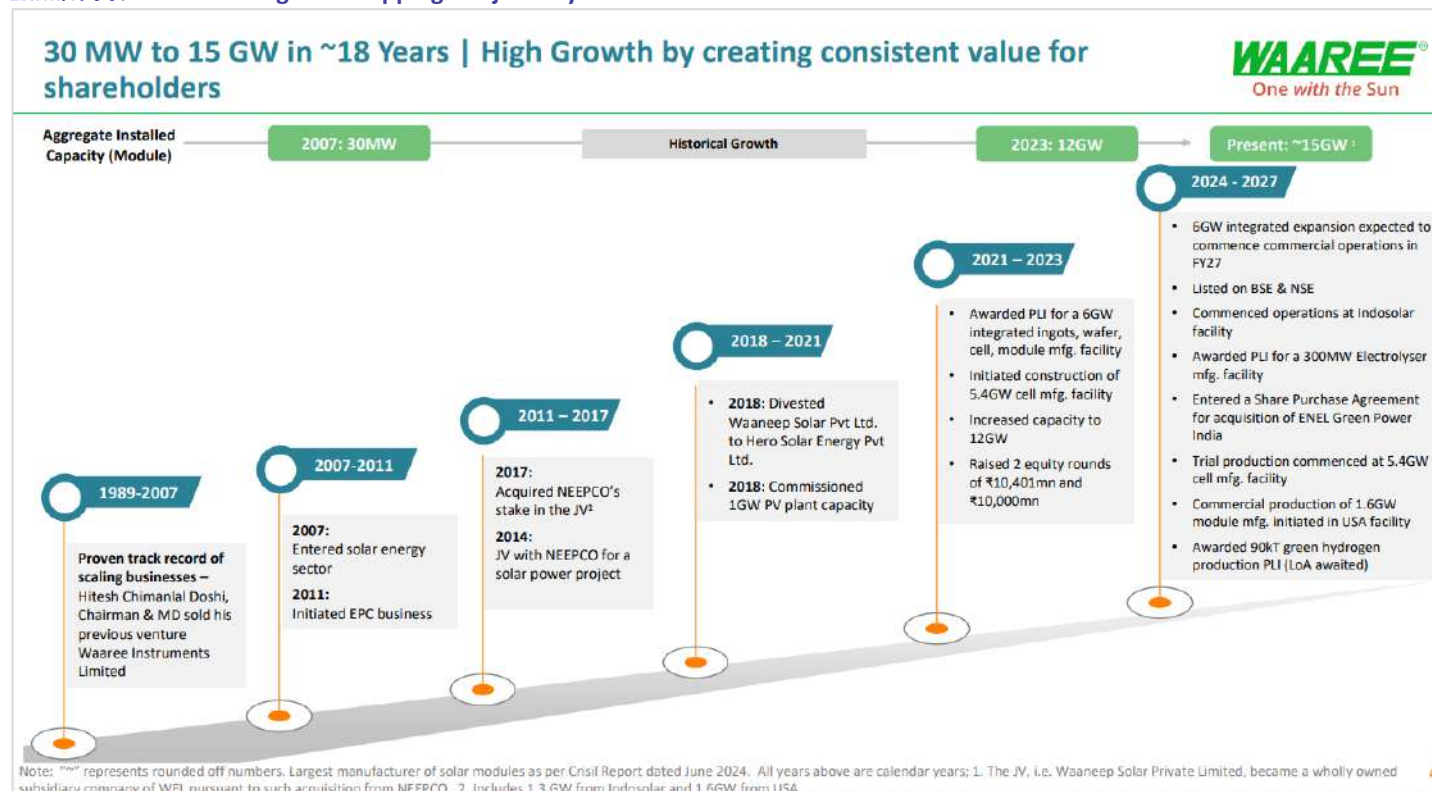 30 MW to 15 GW in ~18 Years | High Growth by creating consistent value for
shareholders
WAAREE®
One with the Sun
Aggregate Installed
Capacity (Module)
2007: 30MW
Historical Growth
2023: 12GW
Present: ~15GW
1989-2007
Proven track record of
scaling businesses –
Hitesh Chimanlal Doshi,
Chairman & MD sold his
previous venture
Waaree Instruments
Limited
2007-2011
2007:
Entered solar energy
sector
2011:
Initiated EPC business
2011 – 2017
2017:
Acquired NEEPCO's
stake in the JV¹
2014:
JV with NEEPCO for a
solar power project
2018 – 2021
• 2018: Divested
Waaneep Solar Pvt Ltd.
to Hero Solar Energy Pvt
Ltd.
• 2018: Commissioned
1GW PV plant capacity
2021 – 2023
• Awarded PLI for a 6GW
integrated ingots, wafer,
cell, module mfg. facility
• Initiated construction of
5.4GW cell mfg. facility
• Increased capacity to
12GW
• Raised 2 equity rounds
of ₹10,401mn and
₹10,000mn
2024 - 2027
• 6GW integrated expansion expected to
commence commercial operations in
FY27
• Listed on BSE & NSE
• Commenced operations at Indosolar
facility
• Awarded PLI for a 300MW Electrolyser
mfg. facility
• Entered a Share Purchase Agreement
for acquisition of ENEL Green Power
India
• Trial production commenced at 5.4GW
cell mfg. facility
• Commercial production of 1.6GW
module mfg. initiated in USA facility
• Awarded 90kT green hydrogen
production PLI (LoA awaited)
Note: "~" represents rounded off numbers. Largest manufacturer of solar modules as per Crisil Report dated June 2024. All years above are calendar years; 1. The JV, i.e. Waaneep Solar Private Limited, became a wholly owned
subsidiary company of WEL pursuant to such acquisition from NEEPCO. 2. Includes 1.3 GW from Indosolar and 1.6GW from USA